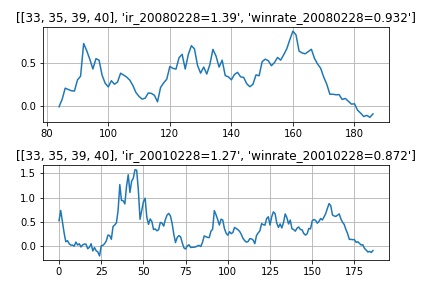 [[33, 35, 39, 40], 'ir_20080228=1.39', 'winrate_20080228=0.932']
0.5
0.0
80 100 120 140 160 180
[[33, 35, 39, 40], 'ir_20010228=1.27', 'winrate_20010228=0.872']
1.5
1.0
0.5
0.0
0 25 50 75 100 125 150 175